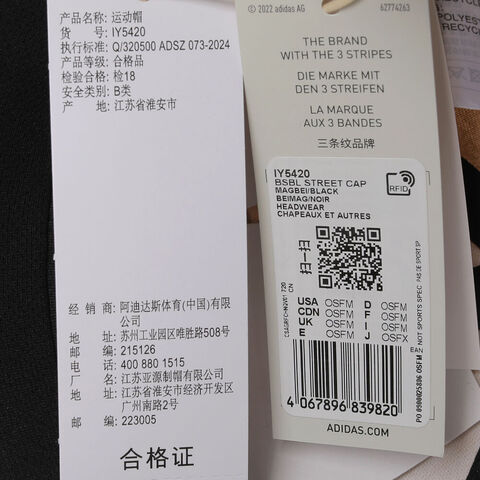 产品名称: 运动帽
货 号: IY5420
执行标准: Q/320500 ADSZ 073-2024
产品等级: 合格品
检验合格: 检18
安全类别: B类
产 地: 江苏省淮安市
经 销 商: 阿迪达斯体育(中国)有限公司
地 址: 苏州工业园区唯胜路508号
邮 编: 215126
电 话: 400 880 1515
厂 名: 江苏亚源制帽有限公司
厂 址: 江苏省淮安市经济开发区
广州南路2号
邮 编: 223005
合格证
© 2022 adidas AG
62774263
THE BRAND
WITH THE 3 STRIPES
DIE MARKE MIT
DEN 3 STREIFEN
LA MARQUE
AUX 3 BANDES
三条纹品牌
IY5420
BSBL STREET CAP
MAGBEI/BLACK
BEIMAG/NOIR
HEADWEAR
CHAPEAUX ET AUTRES
RFID
扫一扫
USA OSFM D OSFM
CDN OSFM F OSFM
UK OSFM I OSFM
E OSFM J OSFX
4 067896 839820
ADIDAS.COM